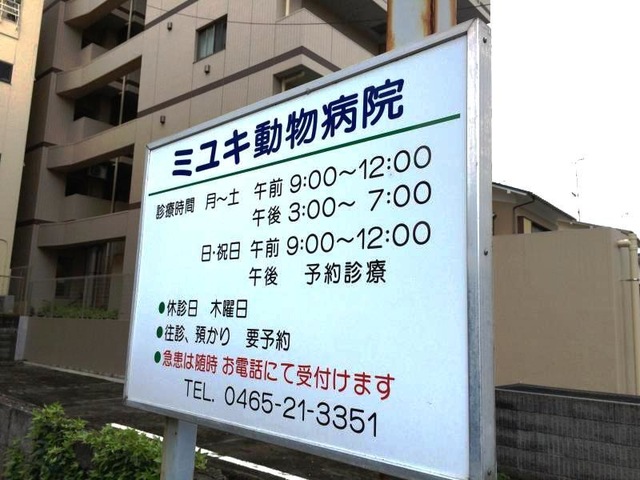 ミユキ動物病院
診療時間 月〜土 午前 9:00〜12:00
午後 3:00〜 7:00
日・祝日 午前 9:00〜12:00
午後 予約診療
●休診日 木曜日
●往診、預かり 要予約
●急患は随時 お電話にて受付けます
TEL. 0465-21-3351